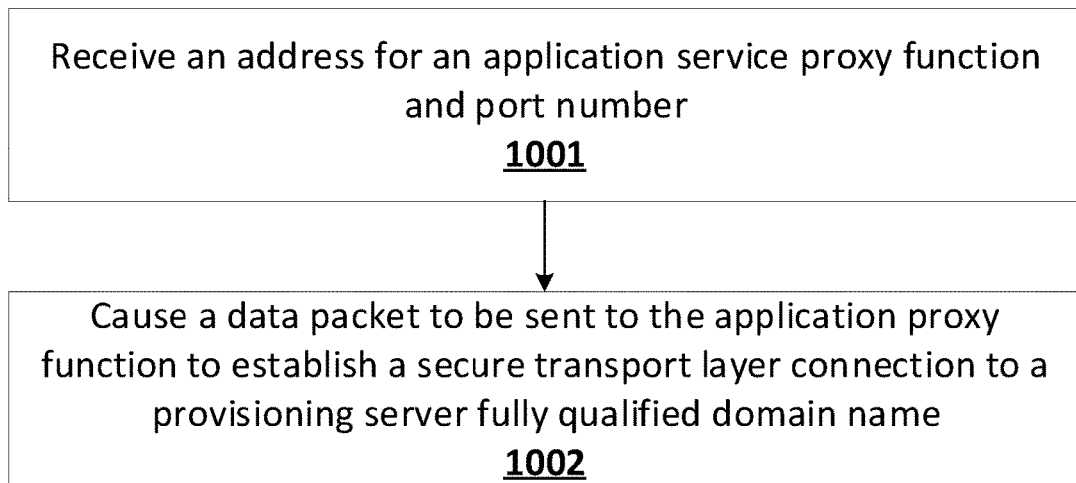 Receive an address for an application service proxy function
and port number
1001
Cause a data packet to be sent to the application proxy
function to establish a secure transport layer connection to a
provisioning server fully qualified domain name
1002